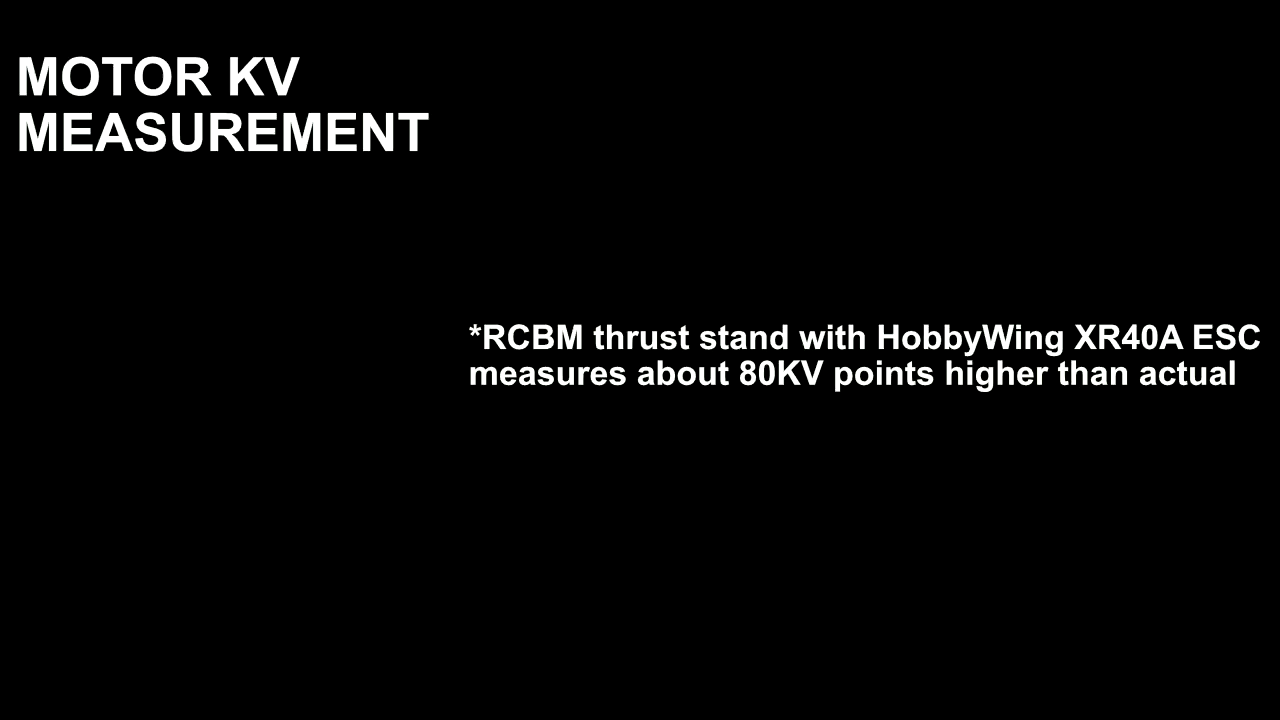 MOTOR KV
MEASUREMENT
*RCBM thrust stand with HobbyWing XR40A ESC
measures about 80KV points higher than actual